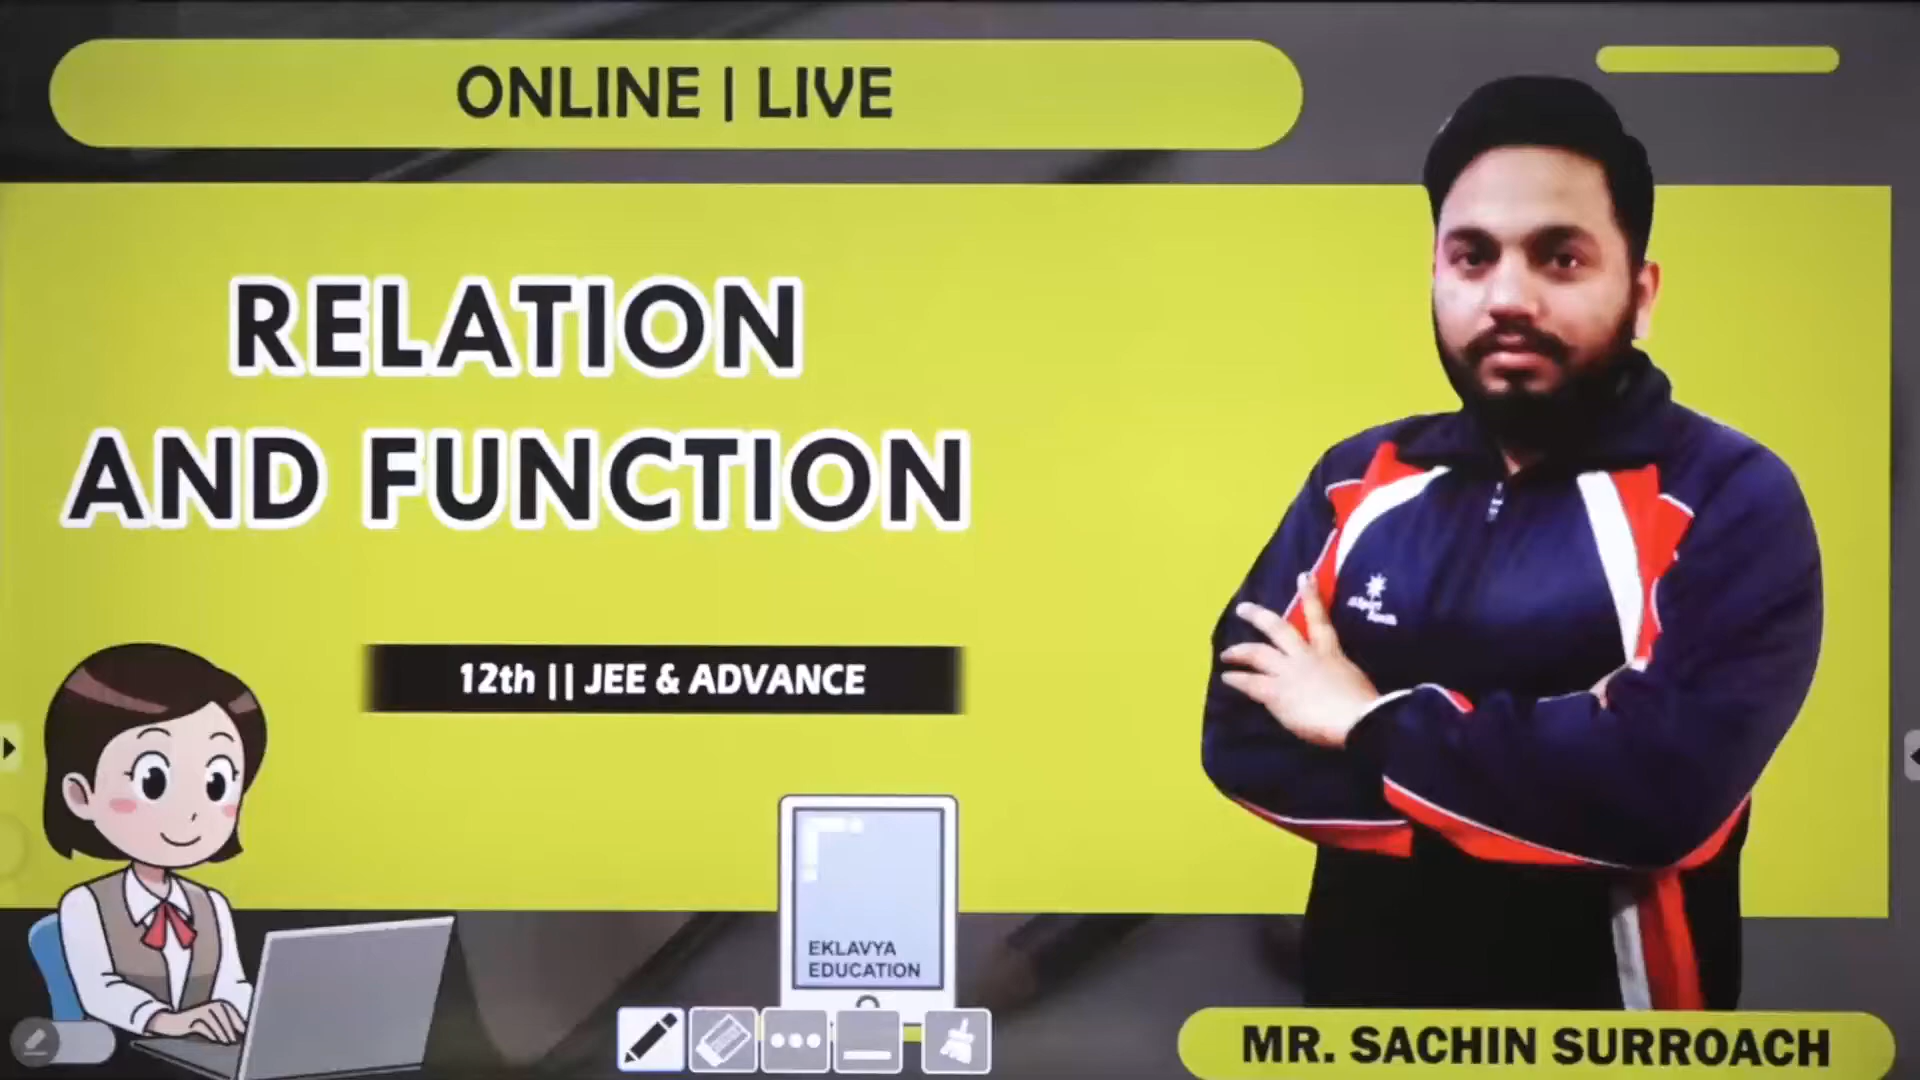 ONLINE | LIVE
RELATION
AND FUNCTION
12th || JEE & ADVANCE
EKLAVYA
EDUCATION
MR. SACHIN SURROACH